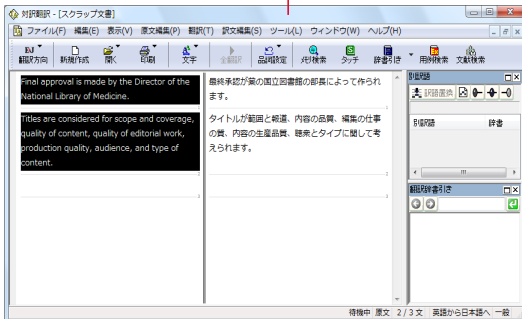 対訳翻訳 - [スクラップ文書]
ファイル(F) 編集(E) 表示(V) 原文編集(P) 翻訳(T) 訳文編集(S) ツール(L) ウィンドウ(W) ヘルプ(H)
EJ
翻訳方向 新規作成 開く 印刷 文字 全翻訳 品詞設定 メモ検索 タッチ 辞書引き 用例検索 文献検索
Final approval is made by the Director of the
National Library of Medicine.
最終承認が薬の国立図書館の部長によって作られ
ます。
Titles are considered for scope and coverage,
quality of content, quality of editorial work,
production quality, audience, and type of
content.
タイトルが範囲と報道、内容の品質、編集の仕事
の質、内容の生産品質、聴衆とタイプに関して考
えられます。
別訳語
訳語置換
別訳語 辞書
翻訳辞書引き
待機中 原文 2 / 3 文 英語から日本語へ 一般